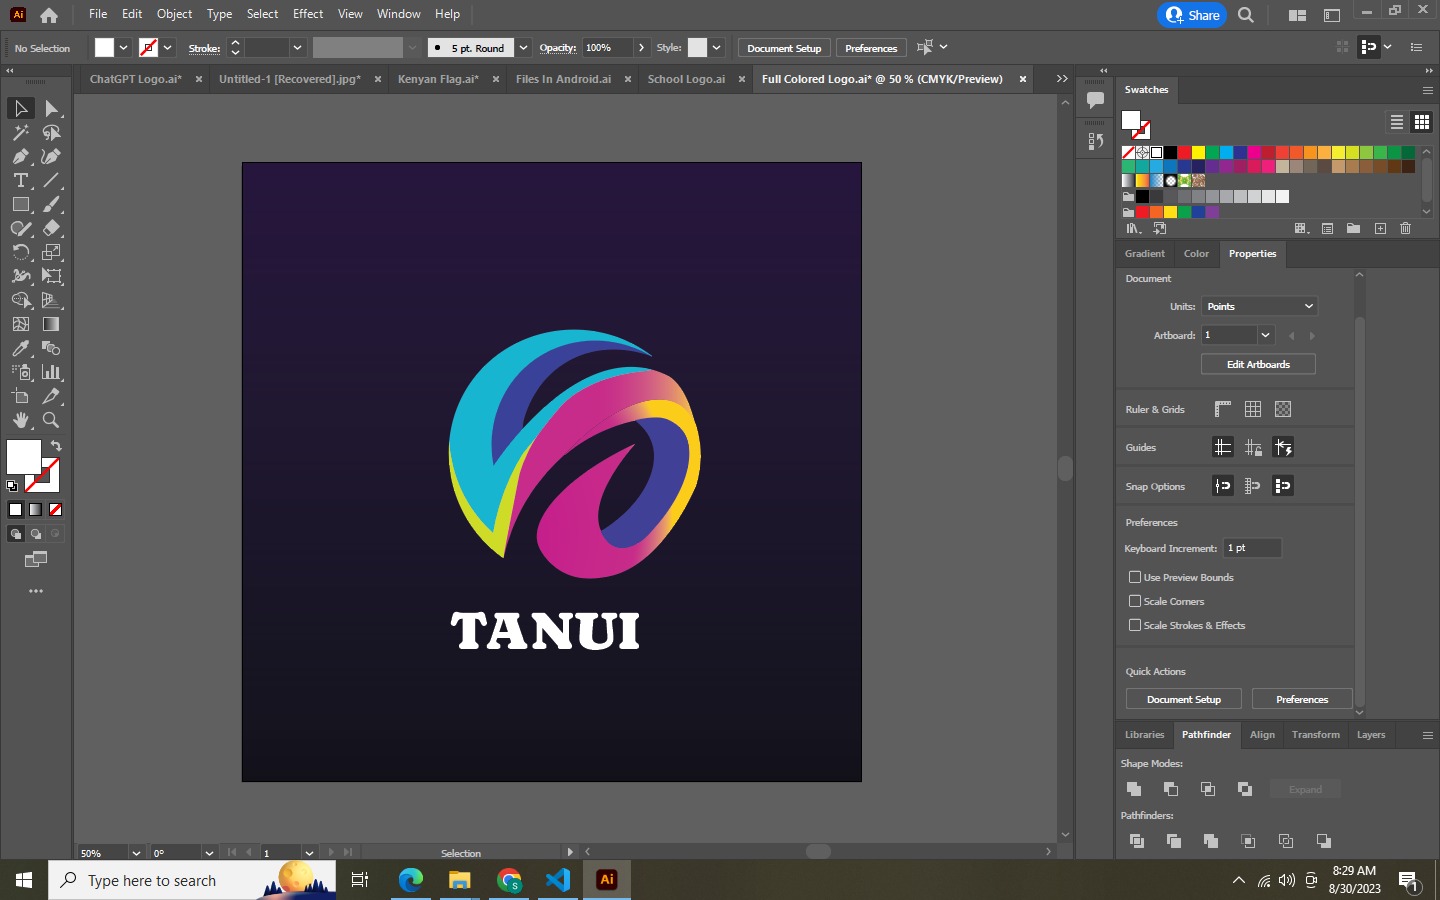 Ai File Edit Object Type Select Effect View Window Help Share
No Selection Stroke: 5 pt. Round Opacity: 100% Style: Document Setup Preferences
ChatGPT Logo.ai* × Untitled-1 [Recovered].jpg* × Kenyan Flag.ai* × Files In Android.ai × School Logo.ai × Full Colored Logo.ai* @ 50 % (CMYK/Preview) ×
Swatches
Gradient Color Properties
Document
Units: Points
Artboard: 1
Edit Artboards
Ruler & Grids
Guides
Snap Options
Preferences
Keyboard Increment: 1 pt
Use Preview Bounds
Scale Corners
Scale Strokes & Effects
Quick Actions
Document Setup Preferences
Libraries Pathfinder Align Transform Layers
Shape Modes:
Expand
Pathfinders:
TANUI
50% 0° 1 Selection
Type here to search
S
Ai
8:29 AM
8/30/2023
1